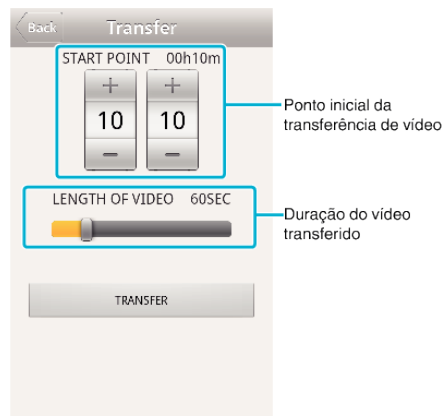 Back Transfer
START POINT 00h10m
+ +
10 10
− −
Ponto inicial da
transferência de vídeo
LENGTH OF VIDEO 60SEC
Duração do vídeo
transferido
TRANSFER